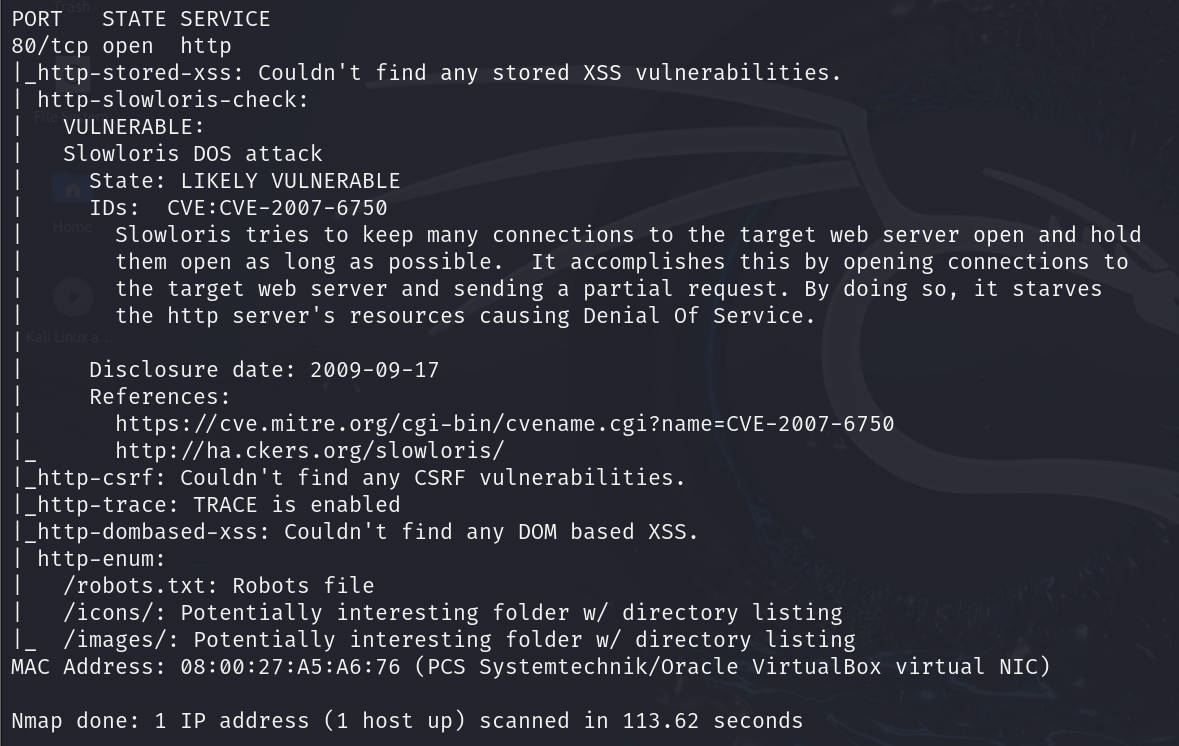 Trash
PORT   STATE SERVICE
80/tcp open  http
|_http-stored-xss: Couldn't find any stored XSS vulnerabilities.
| http-slowloris-check:
|   VULNERABLE:
|   Slowloris DOS attack
|     State: LIKELY VULNERABLE
|     IDs:  CVE:CVE-2007-6750
Home
|       Slowloris tries to keep many connections to the target web server open and hold
|       them open as long as possible.  It accomplishes this by opening connections to
|       the target web server and sending a partial request. By doing so, it starves
|       the http server's resources causing Denial Of Service.
|
Kali Linux a...
|     Disclosure date: 2009-09-17
|     References:
|       https://cve.mitre.org/cgi-bin/cvename.cgi?name=CVE-2007-6750
|_      http://ha.ckers.org/slowloris/
|_http-csrf: Couldn't find any CSRF vulnerabilities.
|_http-trace: TRACE is enabled
|_http-dombased-xss: Couldn't find any DOM based XSS.
| http-enum:
|   /robots.txt: Robots file
|   /icons/: Potentially interesting folder w/ directory listing
|_  /images/: Potentially interesting folder w/ directory listing
MAC Address: 08:00:27:A5:A6:76 (PCS Systemtechnik/Oracle VirtualBox virtual NIC)

Nmap done: 1 IP address (1 host up) scanned in 113.62 seconds